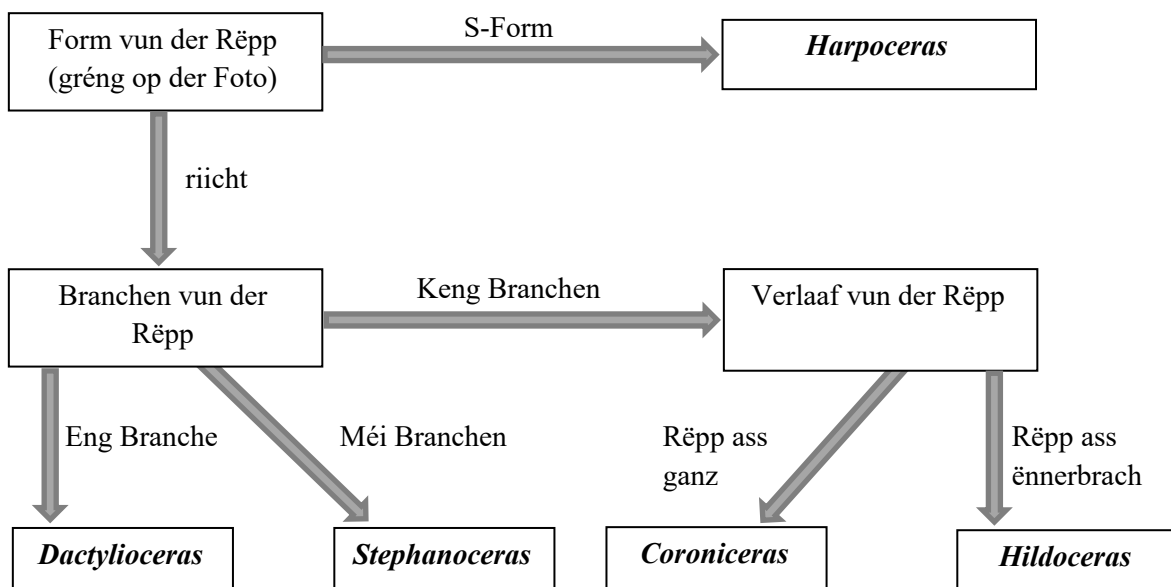 Form vun der Rëpp
(gréng op der Foto)
S-Form
Harpoceras
riicht
Branchen vun der
Rëpp
Keng Branchen
Verlaaf vun der Rëpp
Eng Branche
Méi Branchen
Rëpp ass
ganz
Rëpp ass
ënnerbrach
Dactylioceras
Stephanoceras
Coroniceras
Hildoceras